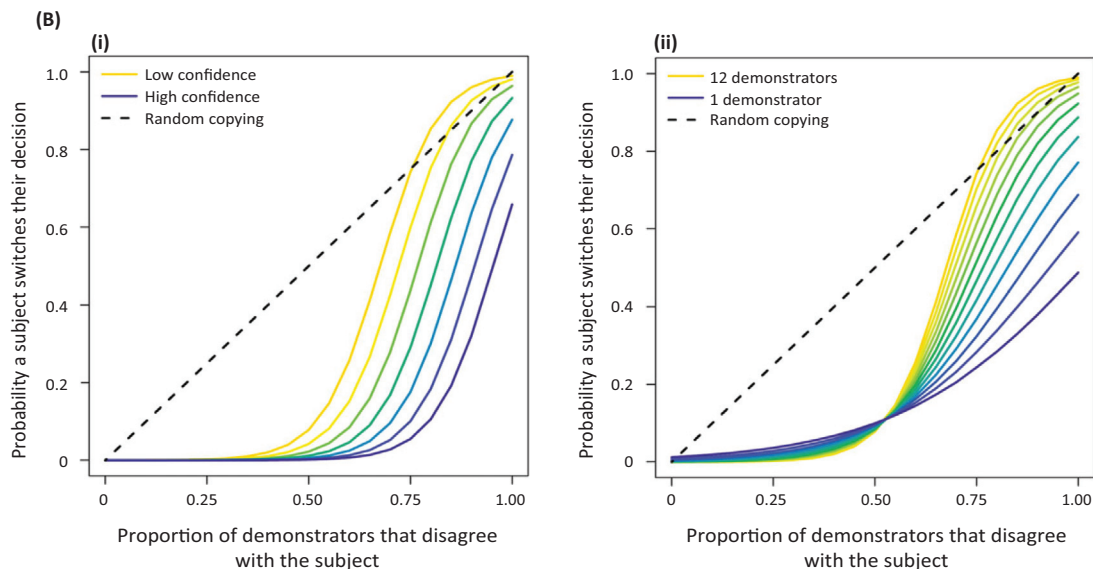 (B)
(i)
Probability a subject switches their decision
1.0
0.8
0.6
0.4
0.2
0
Low confidence
High confidence
Random copying
0
0.25
0.50
0.75
1.00
Proportion of demonstrators that disagree
with the subject
(ii)
Probability a subject switches their decision
1.0
0.8
0.6
0.4
0.2
0
12 demonstrators
1 demonstrator
Random copying
0
0.25
0.50
0.75
1.00
Proportion of demonstrators that disagree
with the subject